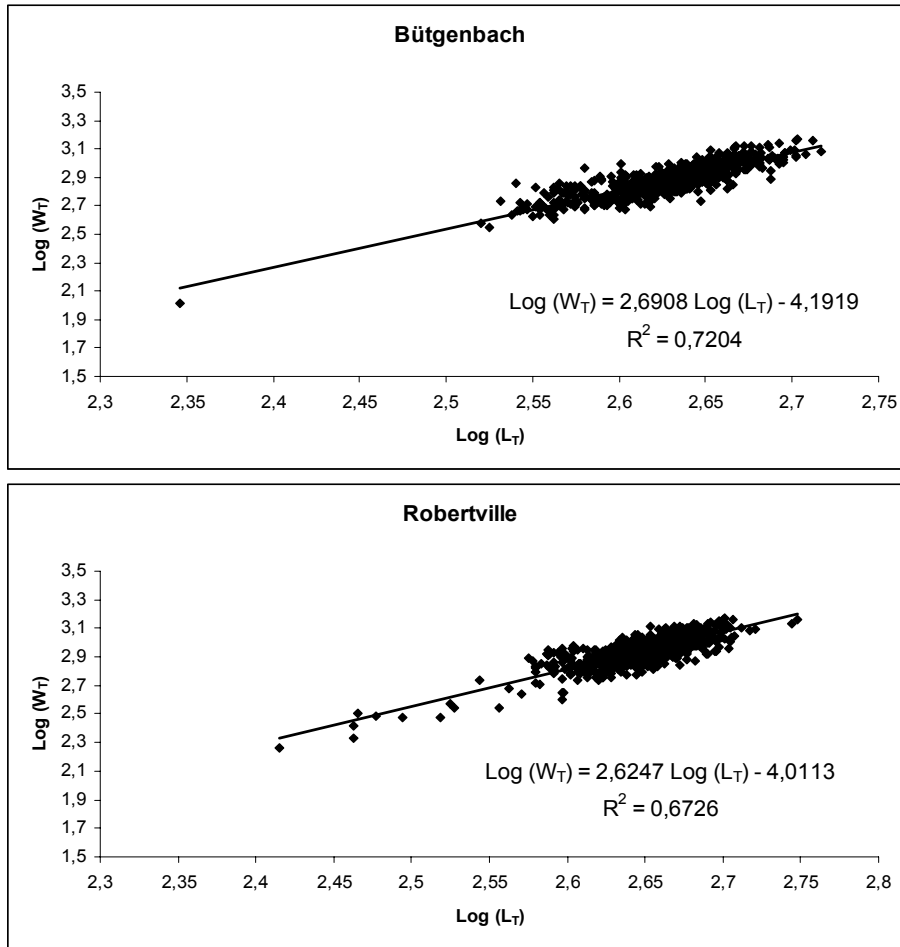 Bütgenbach
3,5
3,3
3,1
2,9
2,7
2,5
2,3
2,1
1,9
1,7
1,5
Log (W_T)
Log (W_T) = 2,6908 Log (L_T) - 4,1919
R² = 0,7204
2,3 2,35 2,4 2,45 2,5 2,55 2,6 2,65 2,7 2,75
Log (L_T)
Robertville
3,5
3,3
3,1
2,9
2,7
2,5
2,3
2,1
1,9
1,7
1,5
Log (W_T)
Log (W_T) = 2,6247 Log (L_T) - 4,0113
R² = 0,6726
2,3 2,35 2,4 2,45 2,5 2,55 2,6 2,65 2,7 2,75 2,8
Log (L_T)